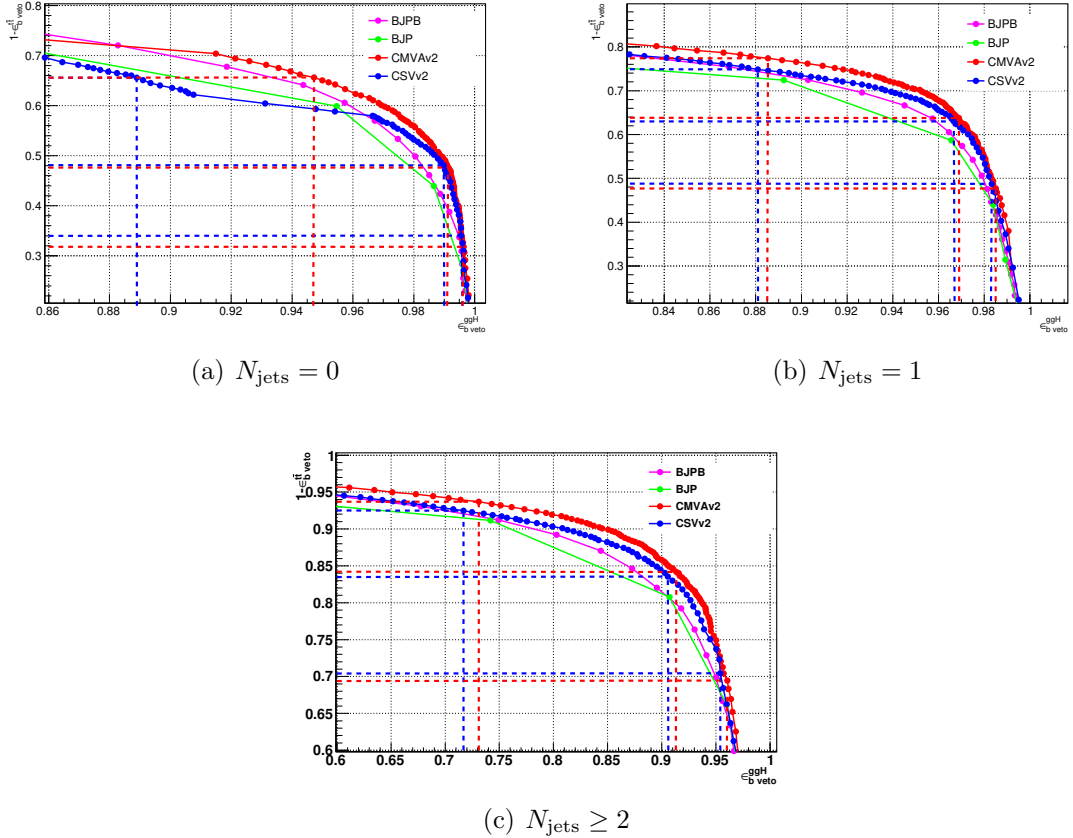 0.8
0.7
0.6
0.5
0.4
0.3
1-ϵ^{tt̄}_{b veto}
BJPB
BJP
CMVAv2
CSVv2
0.86 0.88 0.9 0.92 0.94 0.96 0.98 1
ϵ^{ggH}_{b veto}
(a) N_{jets} = 0
0.8
0.7
0.6
0.5
0.4
0.3
1-ϵ^{tt̄}_{b veto}
BJPB
BJP
CMVAv2
CSVv2
0.84 0.86 0.88 0.9 0.92 0.94 0.96 0.98 1
ϵ^{ggH}_{b veto}
(b) N_{jets} = 1
1
0.95
0.9
0.85
0.8
0.75
0.7
0.65
0.6
1-ϵ^{tt̄}_{b veto}
BJPB
BJP
CMVAv2
CSVv2
0.6 0.65 0.7 0.75 0.8 0.85 0.9 0.95 1
ϵ^{ggH}_{b veto}
(c) N_{jets} ≥ 2